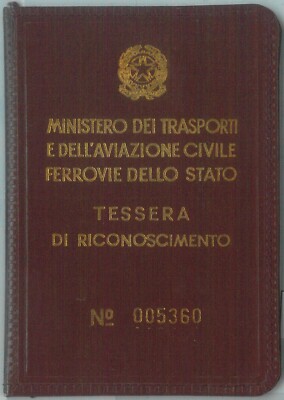 MINISTERO DEI TRASPORTI
E DELL'AVIAZIONE CIVILE
FERROVIE DELLO STATO
TESSERA
DI RICONOSCIMENTO
Nº 005360